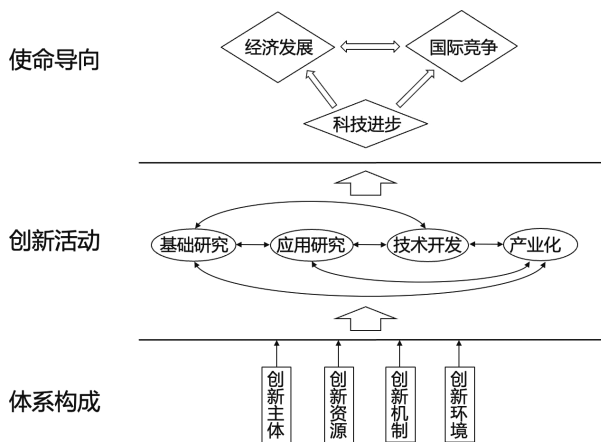 使命导向
经济发展
国际竞争
科技进步
创新活动
基础研究
应用研究
技术开发
产业化
体系构成
创新主体
创新资源
创新机制
创新环境